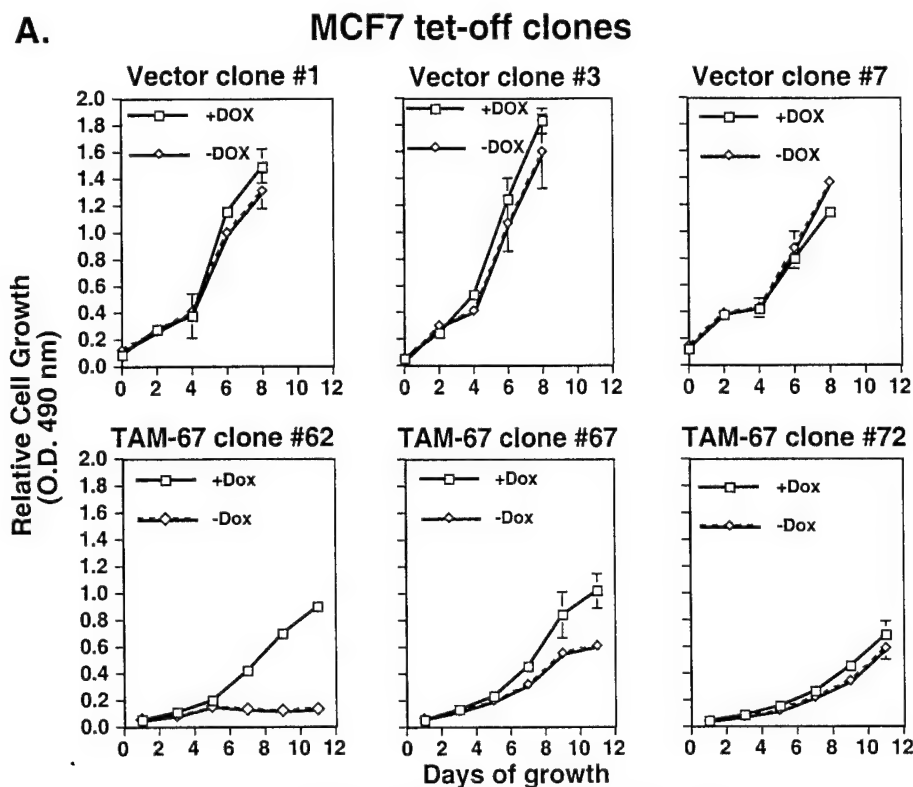 A.
MCF7 tet-off clones
Vector clone #1
Vector clone #3
Vector clone #7
2.0
1.8
1.6
1.4
1.2
1.0
0.8
0.6
0.4
0.2
0.0
+DOX
-DOX
+DOX
-DOX
+DOX
-DOX
0 2 4 6 8 10 12
0 2 4 6 8 10 12
0 2 4 6 8 10 12
Relative Cell Growth
(O.D. 490 nm)
TAM-67 clone #62
TAM-67 clone #67
TAM-67 clone #72
2.0
1.8
1.6
1.4
1.2
1.0
0.8
0.6
0.4
0.2
0.0
+Dox
-Dox
+Dox
-Dox
+Dox
-Dox
0 2 4 6 8 10 12
0 2 4 6 8 10 12
0 2 4 6 8 10 12
Days of growth